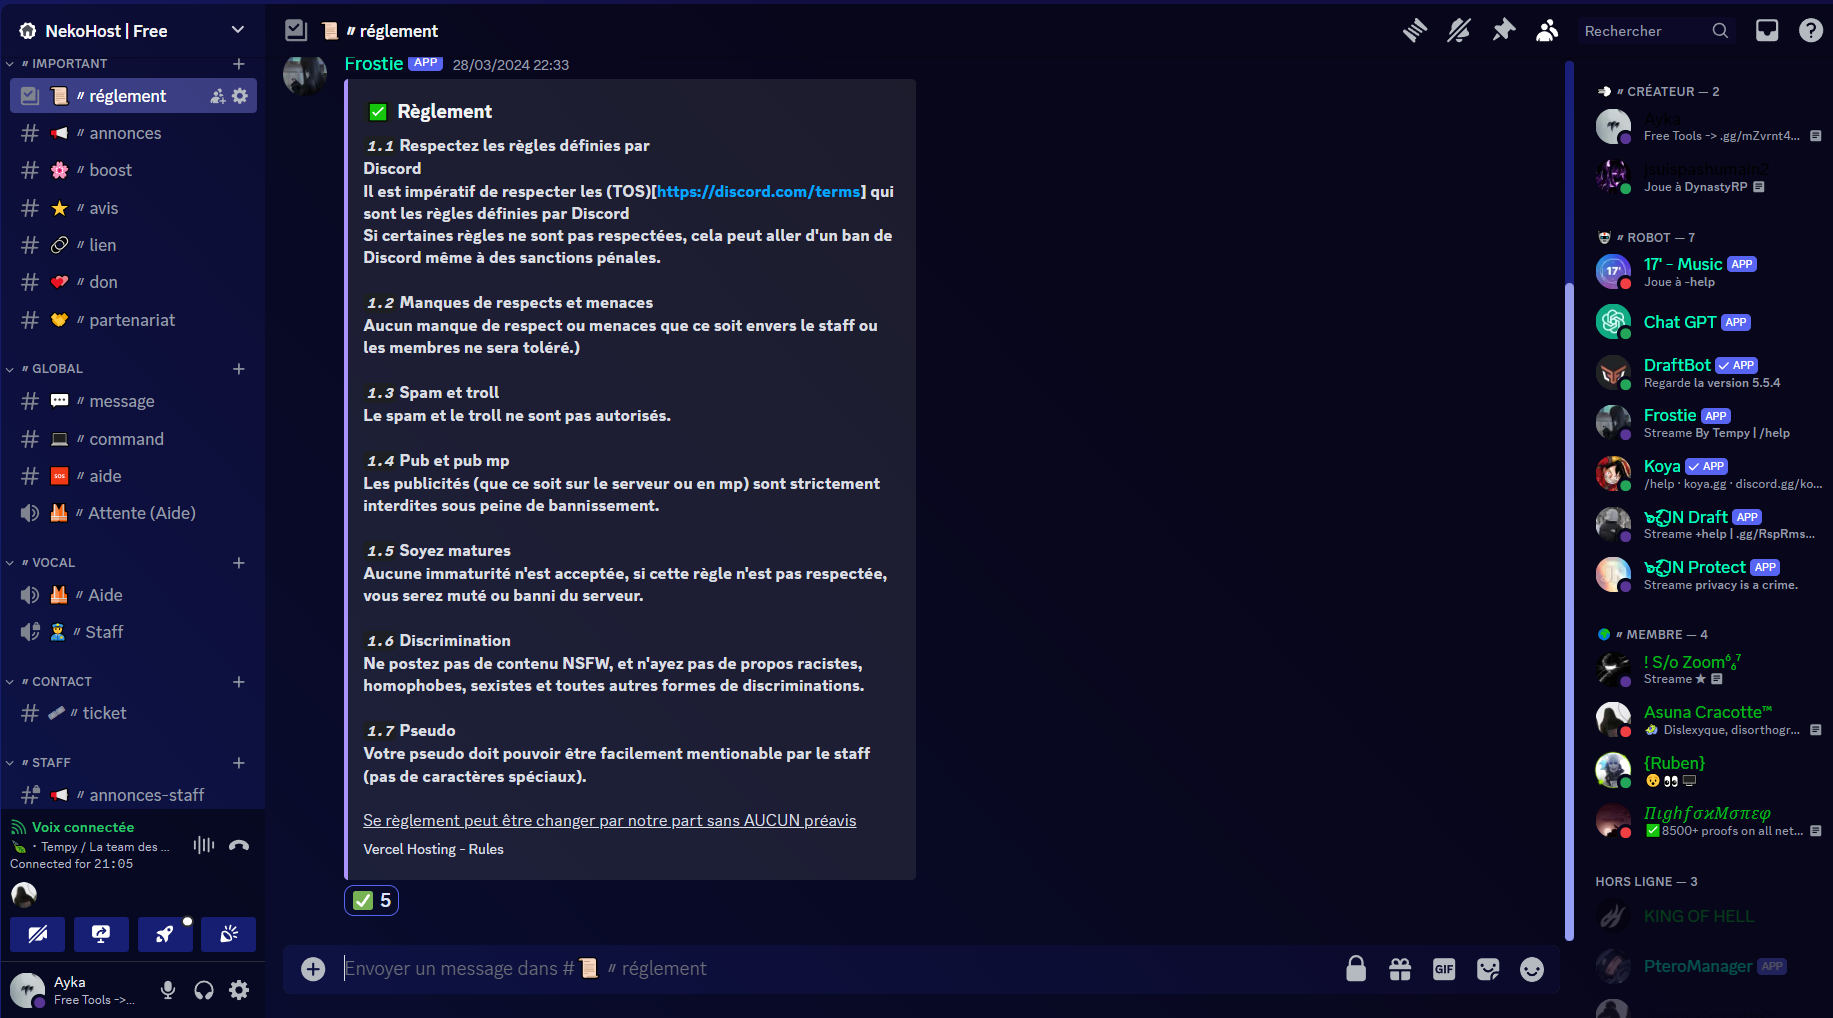 NekoHost | Free
〃 IMPORTANT
〃 réglement
〃 annonces
〃 boost
〃 avis
〃 lien
〃 don
〃 partenariat
〃 GLOBAL
〃 message
〃 command
〃 aide
〃 Attente (Aide)
〃 VOCAL
〃 Aide
〃 Staff
〃 CONTACT
〃 ticket
〃 STAFF
〃 annonces-staff
Voix connectée
· Tempy / La team des ...
Connected for 21:05
Ayka
Free Tools ->...
〃 réglement
Rechercher
Frostie APP 28/03/2024 22:33
✅ Règlement
1.1 Respectez les règles définies par
Discord
Il est impératif de respecter les (TOS)[https://discord.com/terms] qui
sont les règles définies par Discord
Si certaines règles ne sont pas respectées, cela peut aller d'un ban de
Discord même à des sanctions pénales.
1.2 Manques de respects et menaces
Aucun manque de respect ou menaces que ce soit envers le staff ou
les membres ne sera toléré.)
1.3 Spam et troll
Le spam et le troll ne sont pas autorisés.
1.4 Pub et pub mp
Les publicités (que ce soit sur le serveur ou en mp) sont strictement
interdites sous peine de bannissement.
1.5 Soyez matures
Aucune immaturité n'est acceptée, si cette règle n'est pas respectée,
vous serez muté ou banni du serveur.
1.6 Discrimination
Ne postez pas de contenu NSFW, et n'ayez pas de propos racistes,
homophobes, sexistes et toutes autres formes de discriminations.
1.7 Pseudo
Votre pseudo doit pouvoir être facilement mentionable par le staff
(pas de caractères spéciaux).
Se règlement peut être changer par notre part sans AUCUN préavis
Vercel Hosting - Rules
✅ 5
Envoyer un message dans #📜〃 réglement
GIF
〃 CRÉATEUR — 2
Ayka
Free Tools -> .gg/mZvrnt4...
jsuispashumain2
Joue à DynastyRP
〃 ROBOT — 7
17' - Music APP
Joue à -help
Chat GPT APP
DraftBot ✓ APP
Regarde la version 5.5.4
Frostie APP
Streame By Tempy | /help
Koya ✓ APP
/help · koya.gg · discord.gg/ko...
JN Draft APP
Streame +help | .gg/RspRms...
JN Protect APP
Streame privacy is a crime.
〃 MEMBRE — 4
! S/o Zoom⁶₆⁷
Streame ★
Asuna Cracotte™
Dislexyque, disorthogr...
{Ruben}
😯👀🖥
ΠιghfσϰΜσπεφ
✅ 8500+ proofs on all net...
HORS LIGNE — 3
KING OF HELL
PteroManager APP